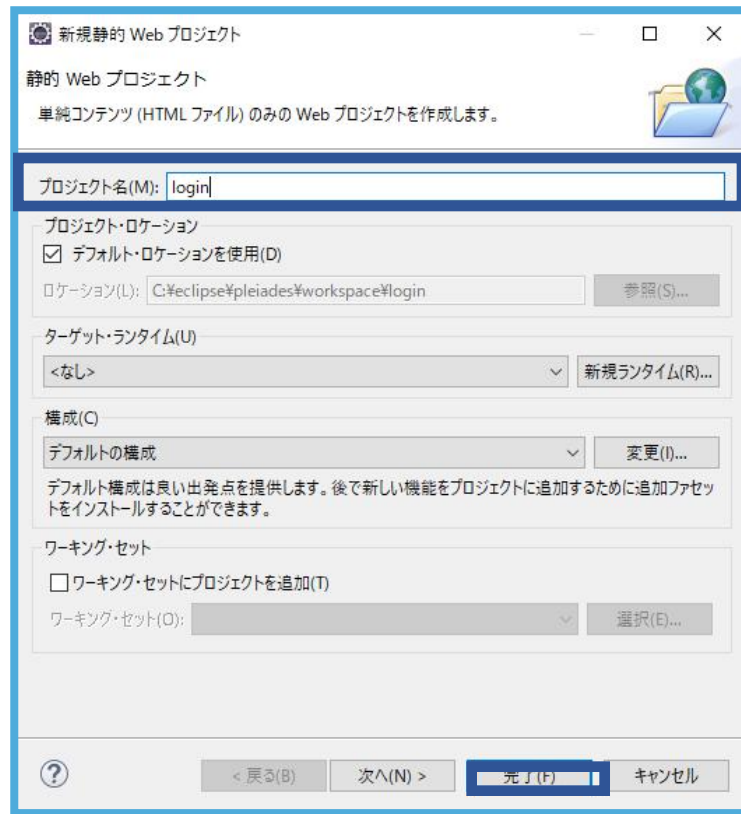 新規静的 Web プロジェクト
静的 Web プロジェクト
単純コンテンツ (HTML ファイル) のみの Web プロジェクトを作成します。
プロジェクト名(M): login
プロジェクト・ロケーション
デフォルト・ロケーションを使用(D)
ロケーション(L): C:¥eclipse¥pleiades¥workspace¥login 参照(S)...
ターゲット・ランタイム(U)
<なし> 新規ランタイム(R)...
構成(C)
デフォルトの構成 変更(I)...
デフォルト構成は良い出発点を提供します。後で新しい機能をプロジェクトに追加するために追加ファセッ
トをインストールすることができます。
ワーキング・セット
ワーキング・セットにプロジェクトを追加(T)
ワーキング・セット(O): 選択(E)...
? < 戻る(B) 次へ(N) > 完了(F) キャンセル